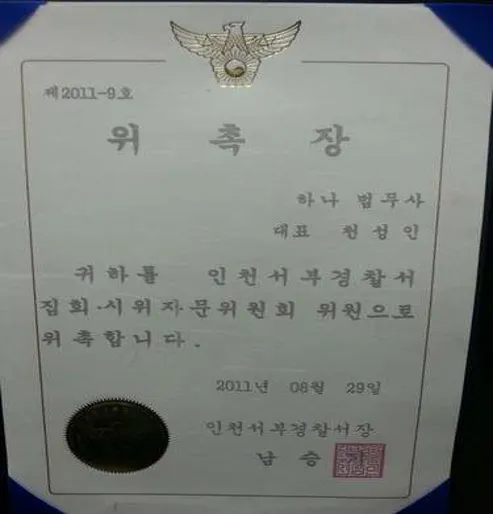 제2011-9호
위 촉 장
하나 법무사
대표 천성인
귀하를 인천서부경찰서
집회·시위자문위원회 위원으로
위촉합니다.
2011년 08월 29일
인천서부경찰서장
남 승